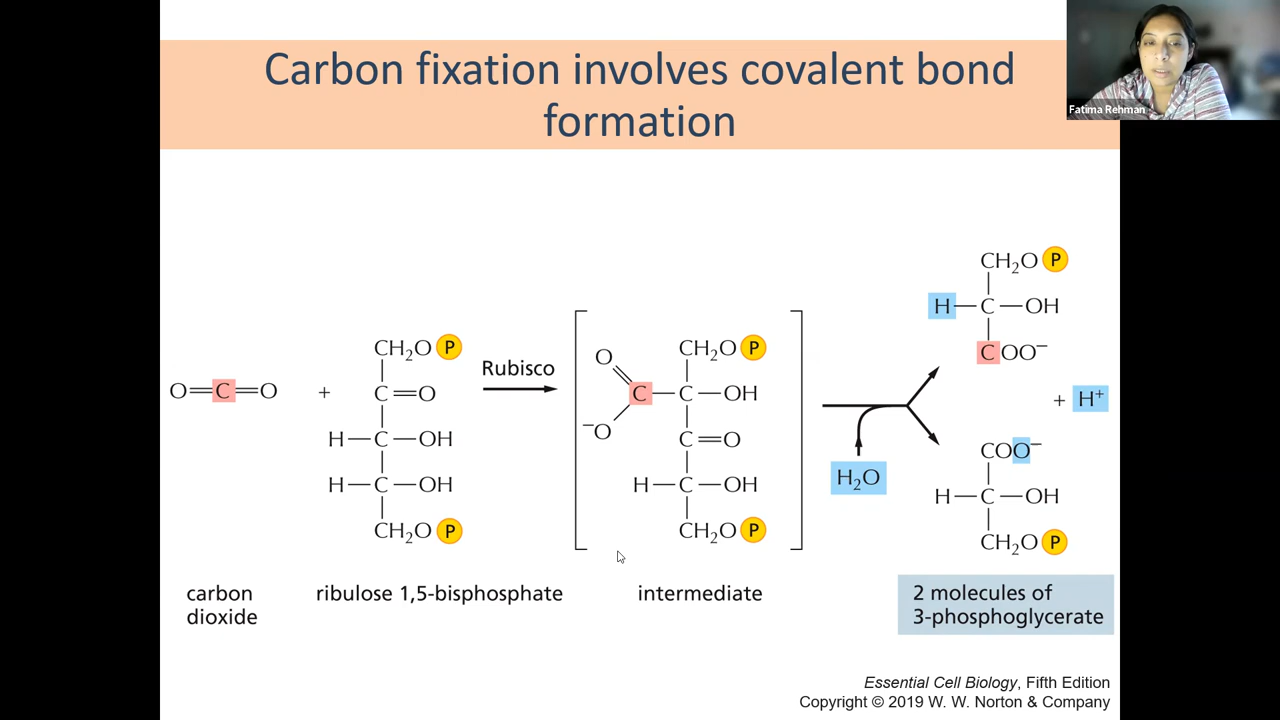 Carbon fixation involves covalent bond
formation
Fatima Rehman
O=C=O
+
CH₂O P
C=O
H—C—OH
H—C—OH
CH₂O P
Rubisco
O
⁻O
C—C—OH
CH₂O P
C=O
H—C—OH
CH₂O P
H₂O
CH₂O P
H—C—OH
COO⁻
+ H⁺
COO⁻
H—C—OH
CH₂O P
carbon
dioxide
ribulose 1,5-bisphosphate
intermediate
2 molecules of
3-phosphoglycerate
Essential Cell Biology, Fifth Edition
Copyright © 2019 W. W. Norton & Company